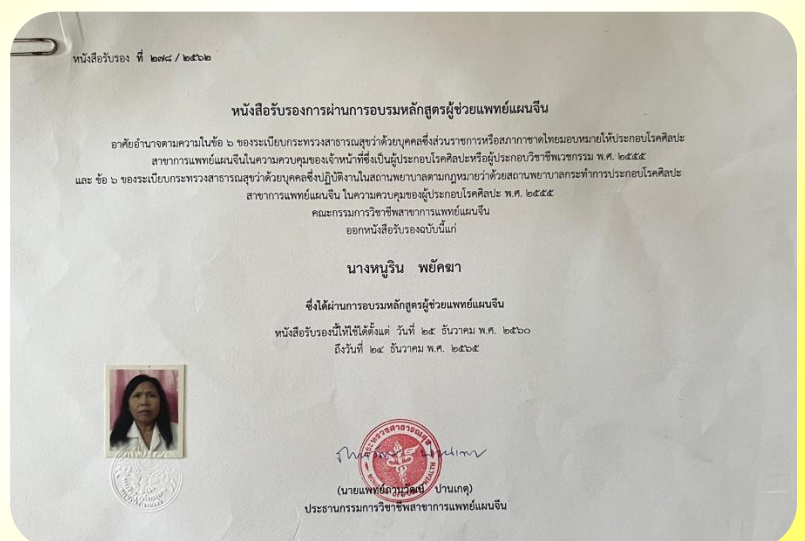 หนังสือรับรอง ที่ ๒๗๘ / ๒๕๖๒
หนังสือรับรองการผ่านการอบรมหลักสูตรผู้ช่วยแพทย์แผนจีน
อาศัยอำนาจตามความในข้อ ๖ ของระเบียบกระทรวงสาธารณสุขว่าด้วยบุคคลซึ่งส่วนราชการหรือสภากาชาดไทยมอบหมายให้ประกอบโรคศิลปะ
สาขาการแพทย์แผนจีนในความควบคุมของเจ้าหน้าที่ซึ่งเป็นผู้ประกอบโรคศิลปะหรือผู้ประกอบวิชาชีพเวชกรรม พ.ศ. ๒๕๕๕
และ ข้อ ๖ ของระเบียบกระทรวงสาธารณสุขว่าด้วยบุคคลซึ่งปฏิบัติงานในสถานพยาบาลตามกฎหมายว่าด้วยสถานพยาบาลกระทำการประกอบโรคศิลปะ
สาขาการแพทย์แผนจีน ในความควบคุมของผู้ประกอบโรคศิลปะ พ.ศ. ๒๕๕๕
คณะกรรมการวิชาชีพสาขาการแพทย์แผนจีน
ออกหนังสือรับรองฉบับนี้แก่
นางหนูริน พยัคฆา
ซึ่งได้ผ่านการอบรมหลักสูตรผู้ช่วยแพทย์แผนจีน
หนังสือรับรองนี้ให้ใช้ได้ตั้งแต่ วันที่ ๒๕ ธันวาคม พ.ศ. ๒๕๖๐
ถึงวันที่ ๒๔ ธันวาคม พ.ศ. ๒๕๖๕
กระทรวงสาธารณสุข
(นายแพทย์ ปานเกตุ)
ประธานกรรมการวิชาชีพสาขาการแพทย์แผนจีน